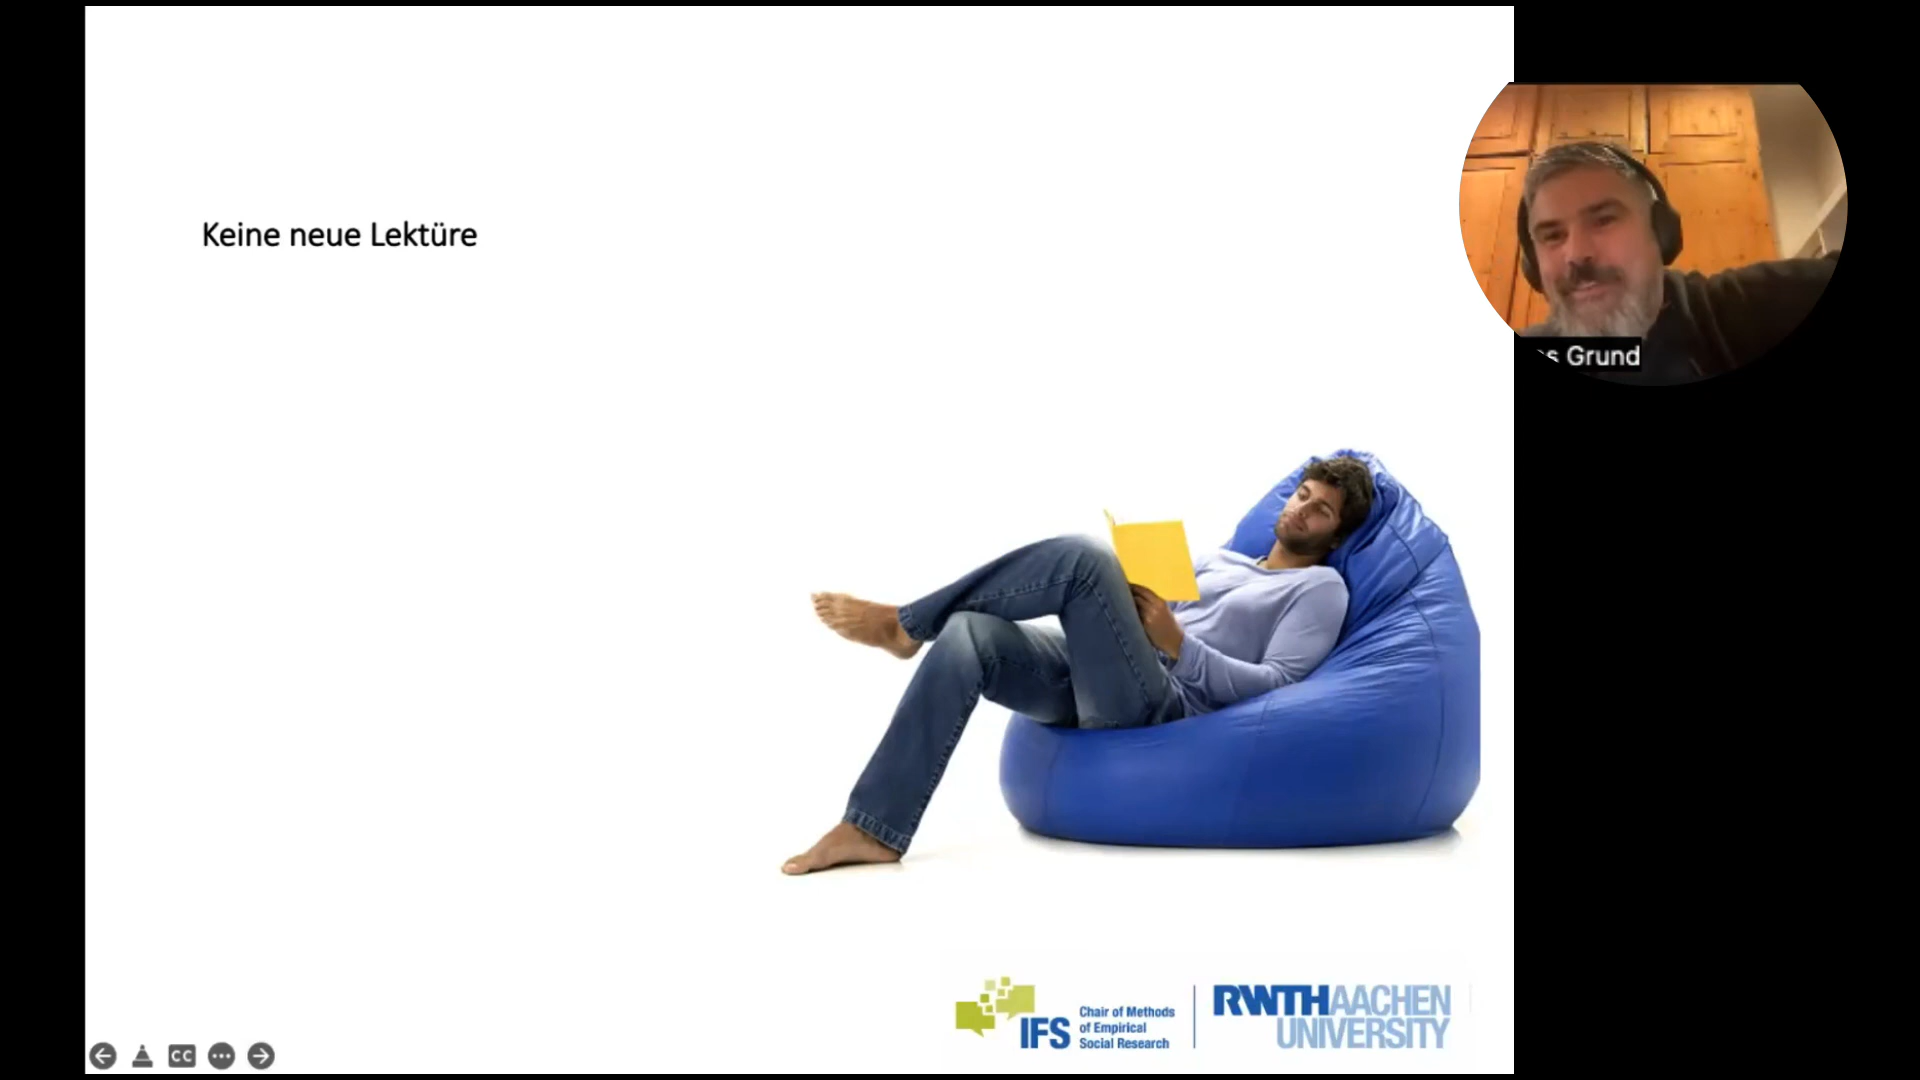 Keine neue Lektüre
s Grund
IFS
Chair of Methods
of Empirical
Social Research
RWTHAACHEN
UNIVERSITY
CC